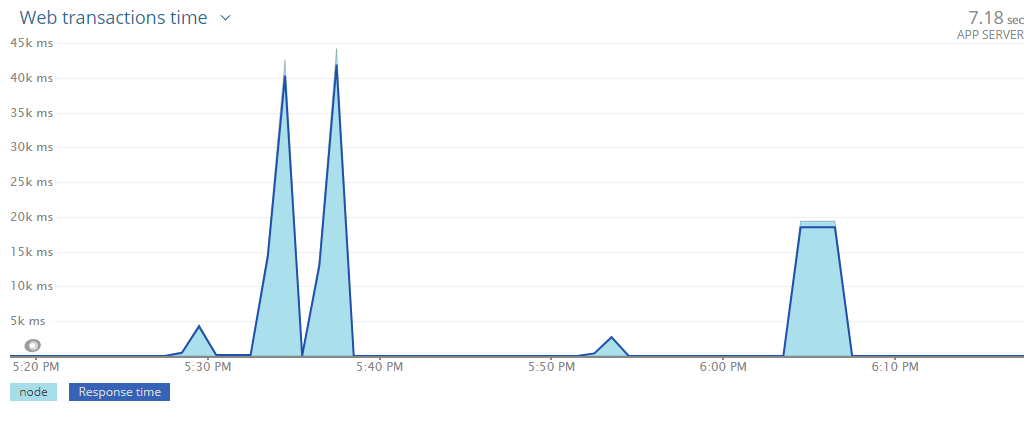 Web transactions time
7.18 sec
APP SERVER
45k ms
40k ms
35k ms
30k ms
25k ms
20k ms
15k ms
10k ms
5k ms
5:20 PM 5:30 PM 5:40 PM 5:50 PM 6:00 PM 6:10 PM
node Response time